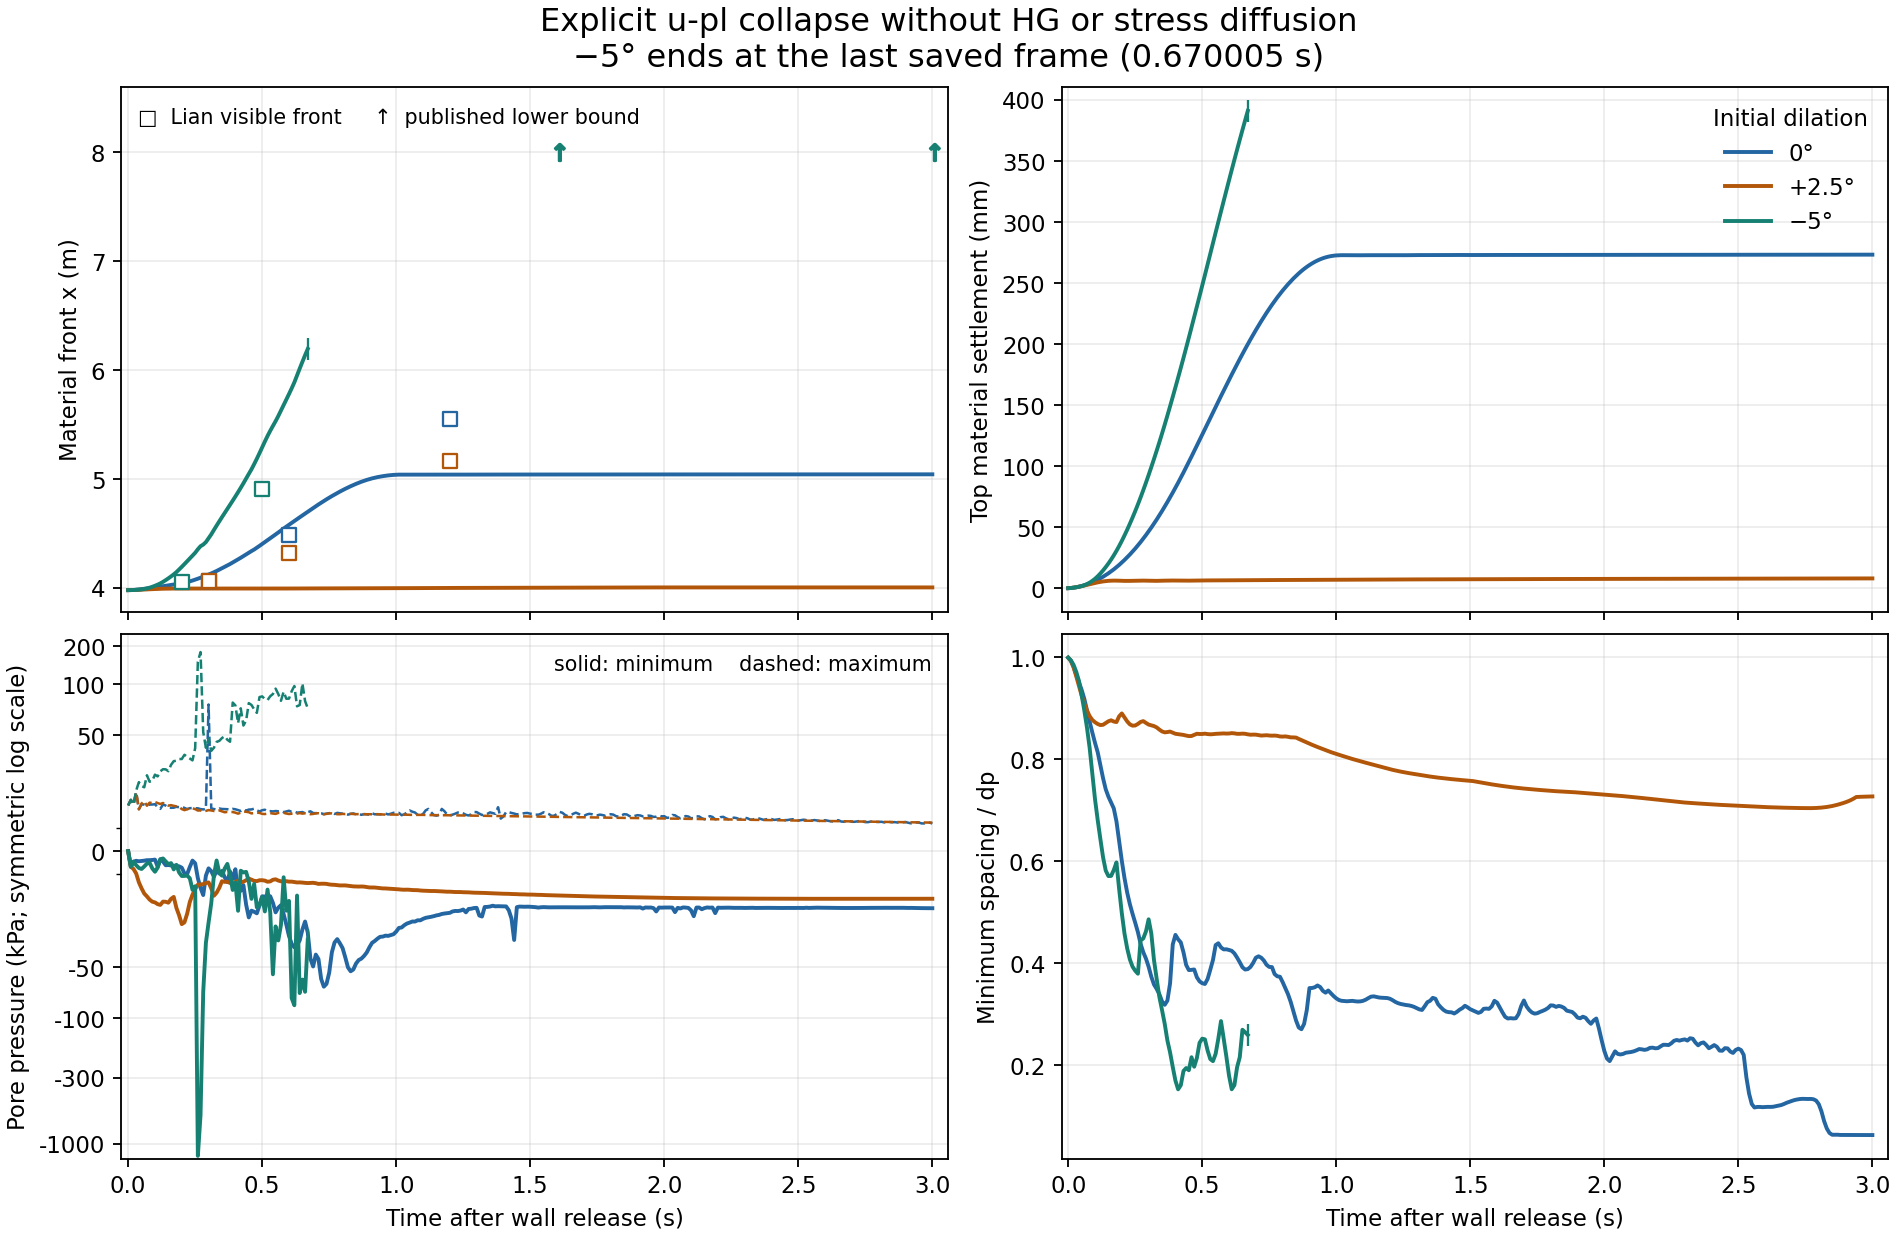 Explicit u-pl collapse without HG or stress diffusion
−5° ends at the last saved frame (0.670005 s)
□ Lian visible front ↑ published lower bound
Material front x (m)
8
7
6
5
4
Top material settlement (mm)
400
350
300
250
200
150
100
50
0
Initial dilation
0°
+2.5°
−5°
Pore pressure (kPa; symmetric log scale)
200
100
50
0
-50
-100
-300
-1000
solid: minimum dashed: maximum
0.0 0.5 1.0 1.5 2.0 2.5 3.0
Time after wall release (s)
Minimum spacing / dp
1.0
0.8
0.6
0.4
0.2
0.0 0.5 1.0 1.5 2.0 2.5 3.0
Time after wall release (s)